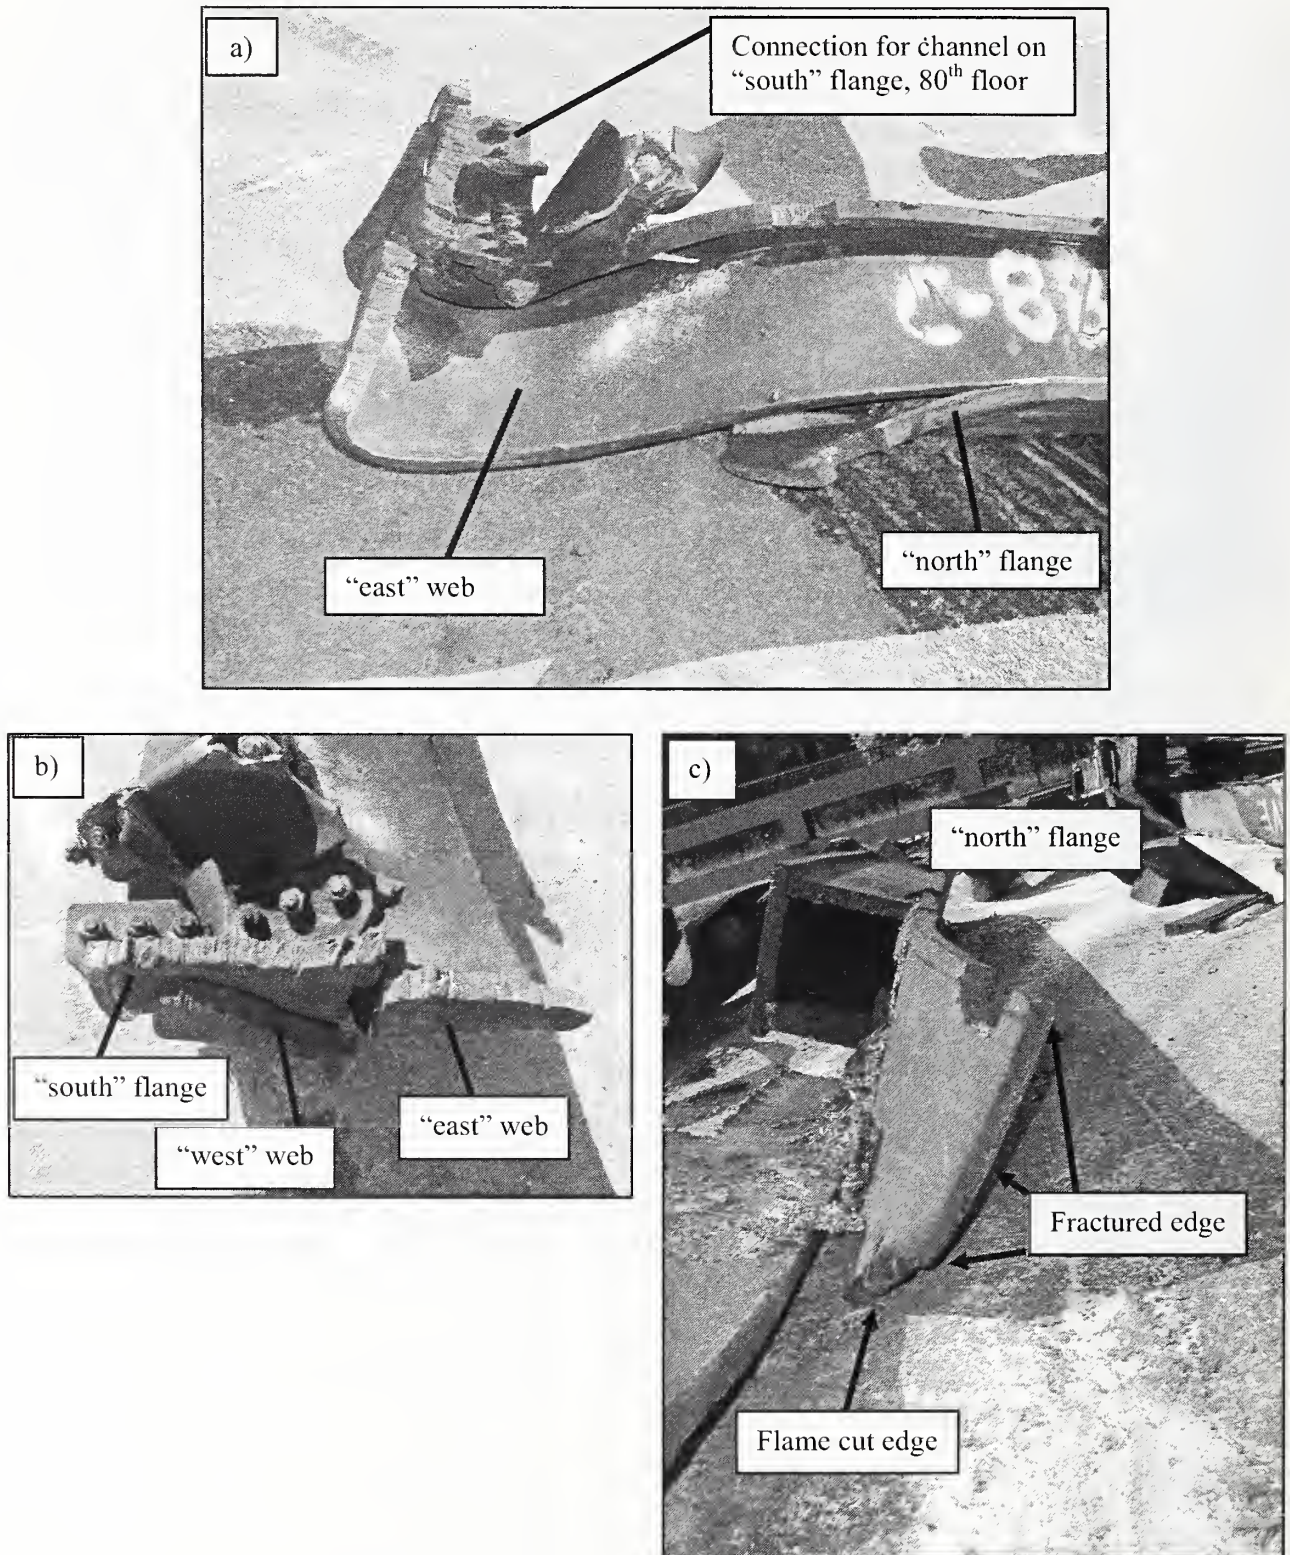 a)
Connection for channel on
“south” flange, 80th floor
“east” web
“north” flange
b)
“south” flange
“west” web
“east” web
c)
“north” flange
Fractured edge
Flame cut edge